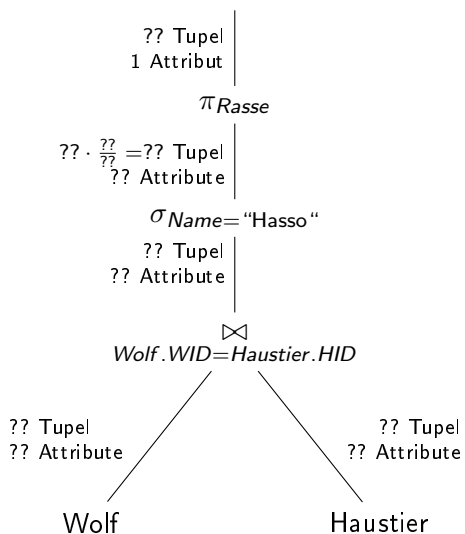 ?? Tupel
1 Attribut
πRasse
?? · ??/?? =?? Tupel
?? Attribute
σName=“Hasso“
?? Tupel
?? Attribute
⋈
Wolf.WID=Haustier.HID
?? Tupel ?? Tupel
?? Attribute ?? Attribute
Wolf Haustier